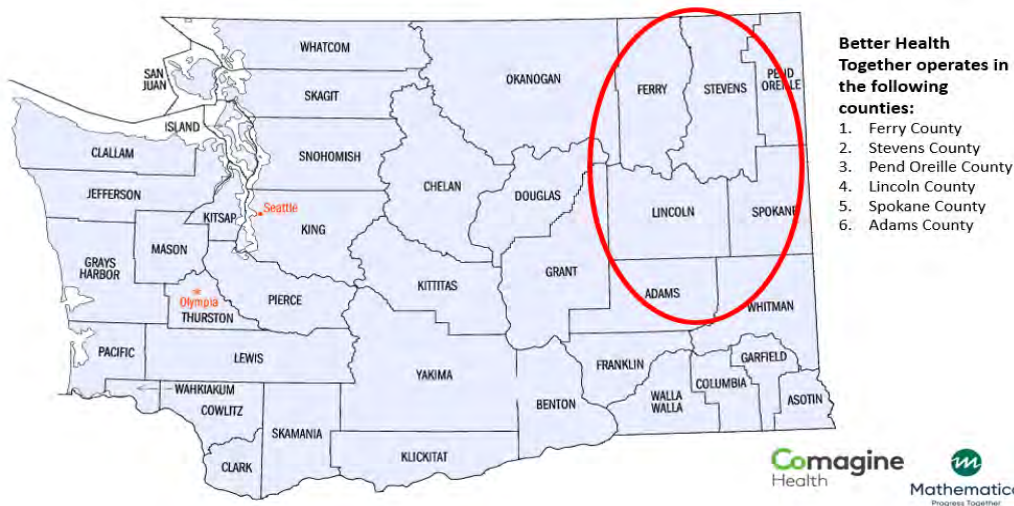 WHATCOM
SAN
JUAN
SKAGIT
ISLAND
OKANOGAN
FERRY
STEVENS
PEND
OREILLE
CLALLAM
SNOHOMISH
JEFFERSON
CHELAN
DOUGLAS
KITSAP
Seattle
KING
LINCOLN
SPOKANE
MASON
GRAYS
HARBOR
Olympia
THURSTON
PIERCE
KITTITAS
GRANT
ADAMS
WHITMAN
PACIFIC
LEWIS
YAKIMA
FRANKLIN
GARFIELD
WAHKIAKUM
COWLITZ
BENTON
WALLA
WALLA
COLUMBIA
ASOTIN
SKAMANIA
CLARK
KLICKITAT
Better Health
Together operates in
the following
counties:
1. Ferry County
2. Stevens County
3. Pend Oreille County
4. Lincoln County
5. Spokane County
6. Adams County
Comagine
Health
Mathematica
Progress Together